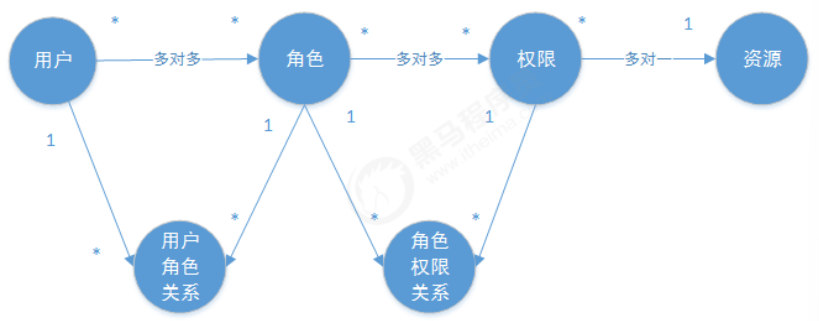 * * * * * 1
用户 多对多 角色 多对多 权限 多对一 资源
1 1 1 1
黑马程序员
www.itheima.com
* * * *
用户
角色
关系
角色
权限
关系